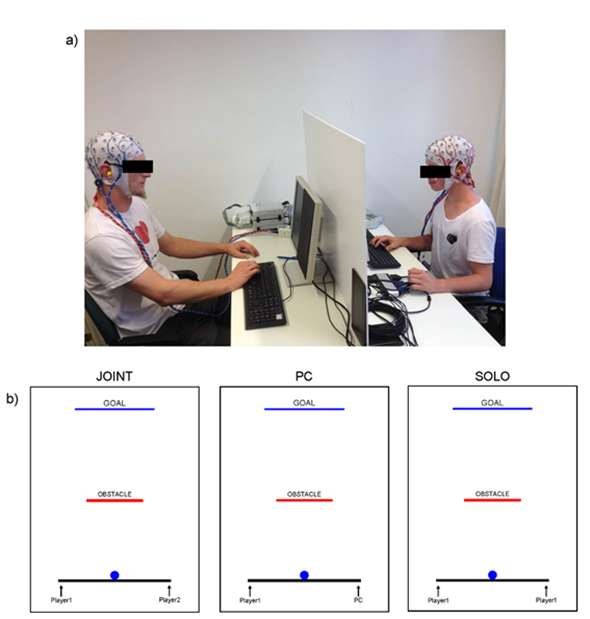 a)
b)
JOINT
GOAL
OBSTACLE
Player1
Player2
PC
GOAL
OBSTACLE
Player1
PC
SOLO
GOAL
OBSTACLE
Player1
Player1